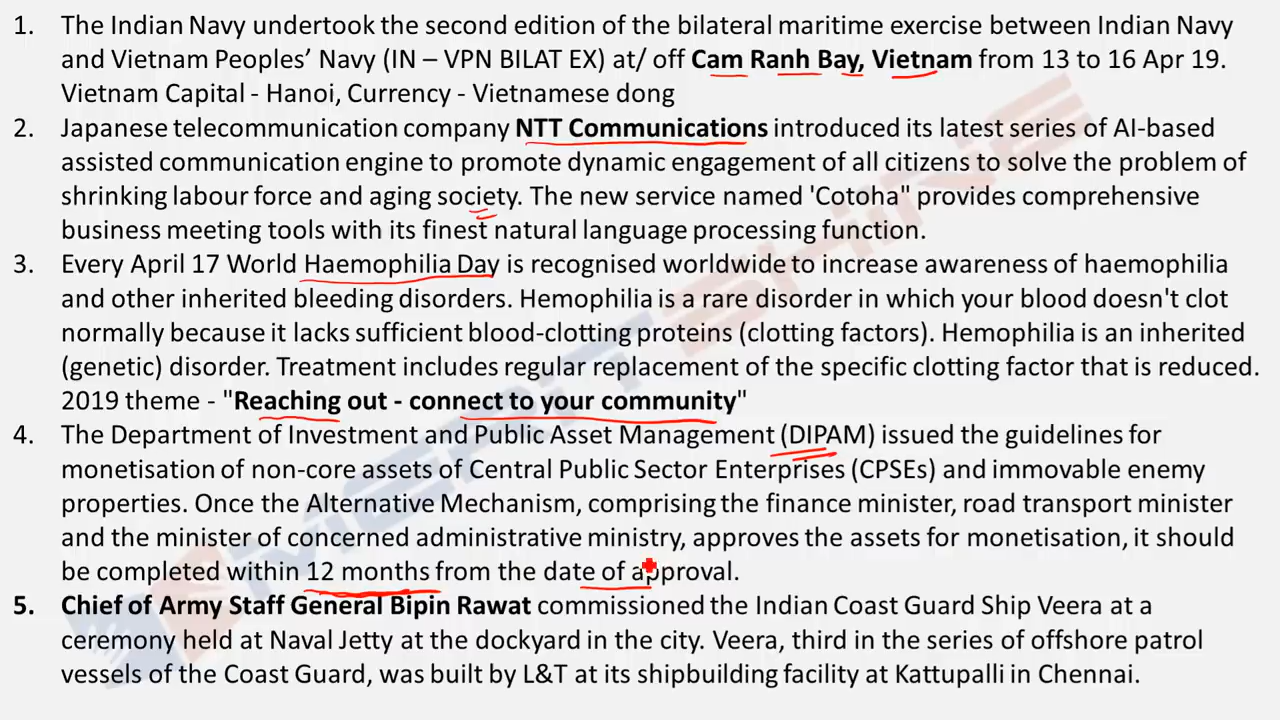 1. The Indian Navy undertook the second edition of the bilateral maritime exercise between Indian Navy
and Vietnam Peoples' Navy (IN – VPN BILAT EX) at/ off Cam Ranh Bay, Vietnam from 13 to 16 Apr 19.
Vietnam Capital - Hanoi, Currency - Vietnamese dong
2. Japanese telecommunication company NTT Communications introduced its latest series of AI-based
assisted communication engine to promote dynamic engagement of all citizens to solve the problem of
shrinking labour force and aging society. The new service named 'Cotoha" provides comprehensive
business meeting tools with its finest natural language processing function.
3. Every April 17 World Haemophilia Day is recognised worldwide to increase awareness of haemophilia
and other inherited bleeding disorders. Hemophilia is a rare disorder in which your blood doesn't clot
normally because it lacks sufficient blood-clotting proteins (clotting factors). Hemophilia is an inherited
(genetic) disorder. Treatment includes regular replacement of the specific clotting factor that is reduced.
2019 theme - "Reaching out - connect to your community"
4. The Department of Investment and Public Asset Management (DIPAM) issued the guidelines for
monetisation of non-core assets of Central Public Sector Enterprises (CPSEs) and immovable enemy
properties. Once the Alternative Mechanism, comprising the finance minister, road transport minister
and the minister of concerned administrative ministry, approves the assets for monetisation, it should
be completed within 12 months from the date of approval.
5. Chief of Army Staff General Bipin Rawat commissioned the Indian Coast Guard Ship Veera at a
ceremony held at Naval Jetty at the dockyard in the city. Veera, third in the series of offshore patrol
vessels of the Coast Guard, was built by L&T at its shipbuilding facility at Kattupalli in Chennai.
MERITSHINE